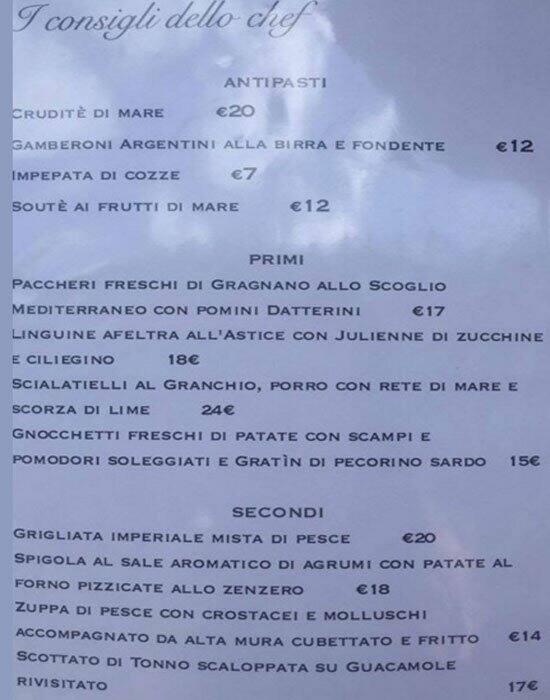 I consigli dello chef
ANTIPASTI
CRUDITÈ DI MARE €20
GAMBERONI ARGENTINI ALLA BIRRA E FONDENTE €12
IMPEPATA DI COZZE €7
SOUTÈ AI FRUTTI DI MARE €12
PRIMI
PACCHERI FRESCHI DI GRAGNANO ALLO SCOGLIO
MEDITERRANEO CON POMINI DATTERINI €17
LINGUINE AFELTRA ALL'ASTICE CON JULIENNE DI ZUCCHINE
E CILIEGINO 18€
SCIALATIELLI AL GRANCHIO, PORRO CON RETE DI MARE E
SCORZA DI LIME 24€
GNOCCHETTI FRESCHI DI PATATE CON SCAMPI E
POMODORI SOLEGGIATI E GRATÌN DI PECORINO SARDO 15€
SECONDI
GRIGLIATA IMPERIALE MISTA DI PESCE €20
SPIGOLA AL SALE AROMATICO DI AGRUMI CON PATATE AL
FORNO PIZZICATE ALLO ZENZERO €18
ZUPPA DI PESCE CON CROSTACEI E MOLLUSCHI
ACCOMPAGNATO DA ALTA MURA CUBETTATO E FRITTO €14
SCOTTATO DI TONNO SCALOPPATA SU GUACAMOLE
RIVISITATO 17€